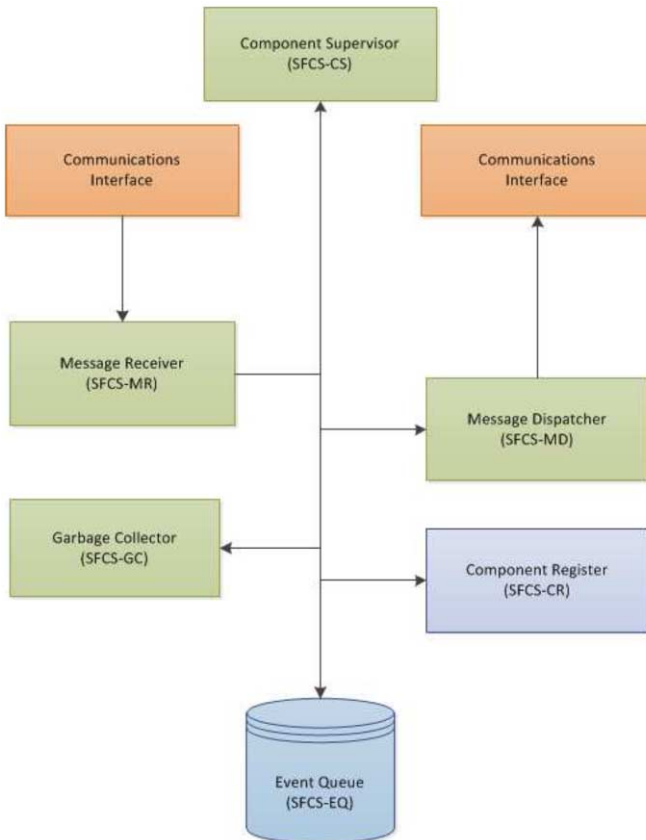 Component Supervisor
(SFCS-CS)
Communications
Interface
Communications
Interface
Message Receiver
(SFCS-MR)
Message Dispatcher
(SFCS-MD)
Garbage Collector
(SFCS-GC)
Component Register
(SFCS-CR)
Event Queue
(SFCS-EQ)